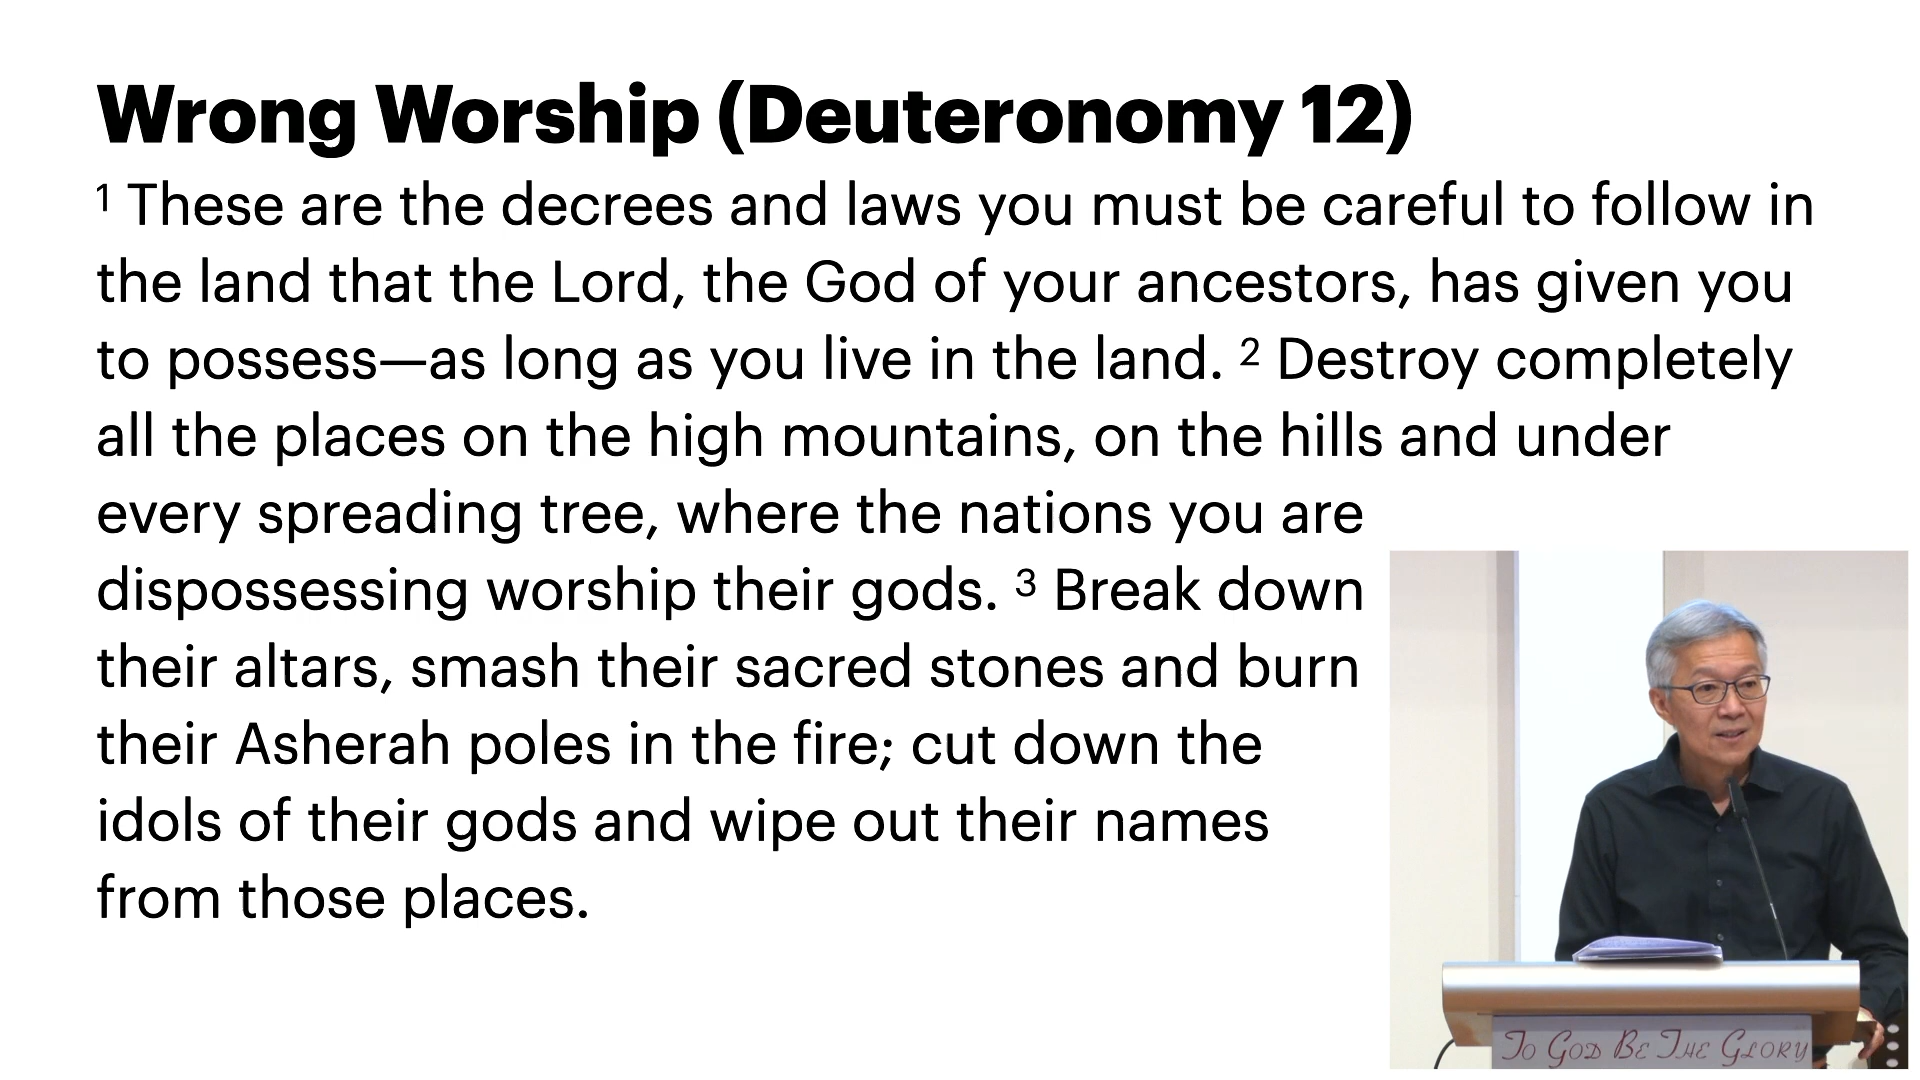 Wrong Worship (Deuteronomy 12)
1 These are the decrees and laws you must be careful to follow in
the land that the Lord, the God of your ancestors, has given you
to possess—as long as you live in the land. 2 Destroy completely
all the places on the high mountains, on the hills and under
every spreading tree, where the nations you are
dispossessing worship their gods. 3 Break down
their altars, smash their sacred stones and burn
their Asherah poles in the fire; cut down the
idols of their gods and wipe out their names
from those places.
To God Be The Glory